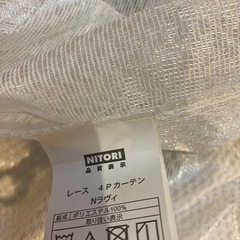 NITORI
品質表示
レース 4Pカーテン
Nラヴィ
組成 ポリエステル100%
取り扱い表示